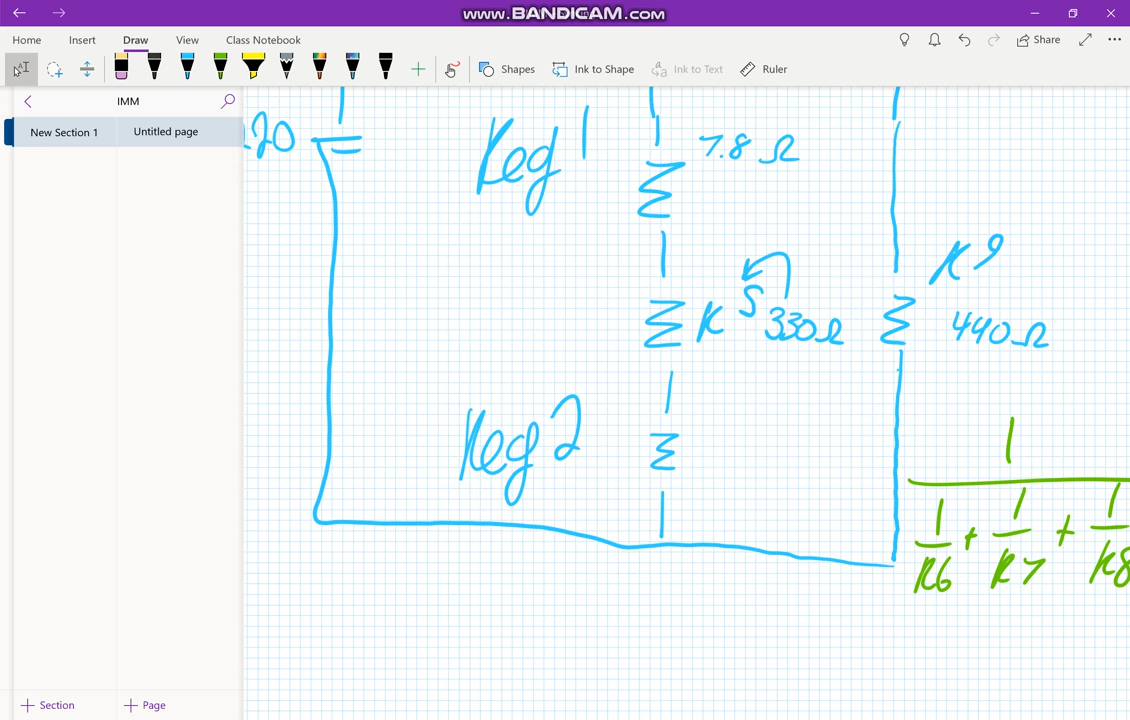 www.BANDICAM.com
Home Insert Draw View Class Notebook
Share
Shapes Ink to Shape Ink to Text Ruler
IMM
New Section 1 Untitled page
20
Req 1
7.8 Ω
R 5 330Ω
R9
440Ω
Req 2
1
1 1 1
+ +
R6 R7 R8
Section Page